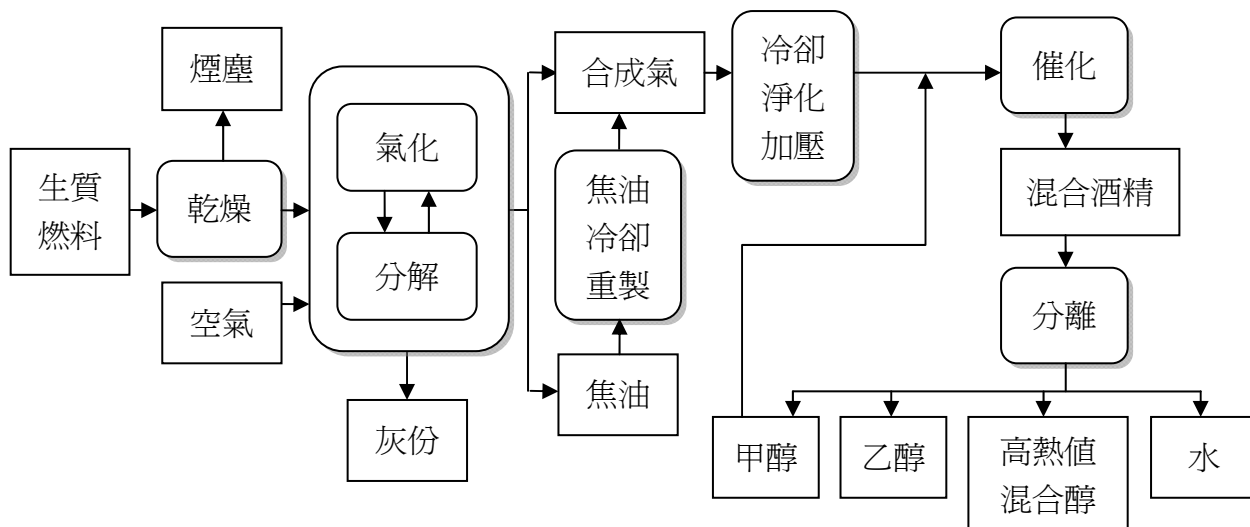 煙塵
生質
燃料
乾燥
空氣
氣化
分解
灰份
合成氣
焦油
冷卻
重製
焦油
冷卻
淨化
加壓
催化
混合酒精
分離
甲醇
乙醇
高熱值
混合醇
水